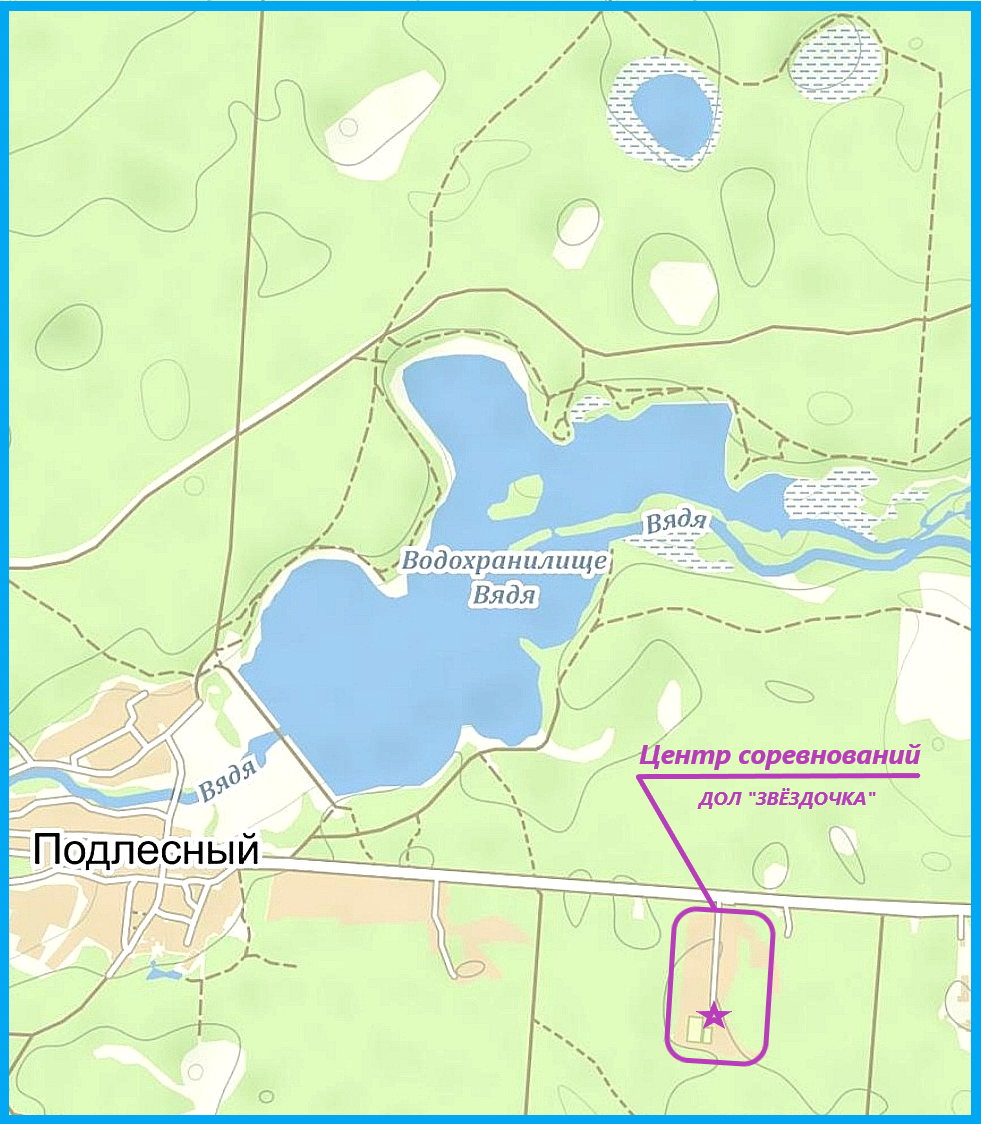 Вядя
Водохранилище
Вядя
Центр соревнований
ДОЛ "ЗВЁЗДОЧКА"
Вядя
Подлесный